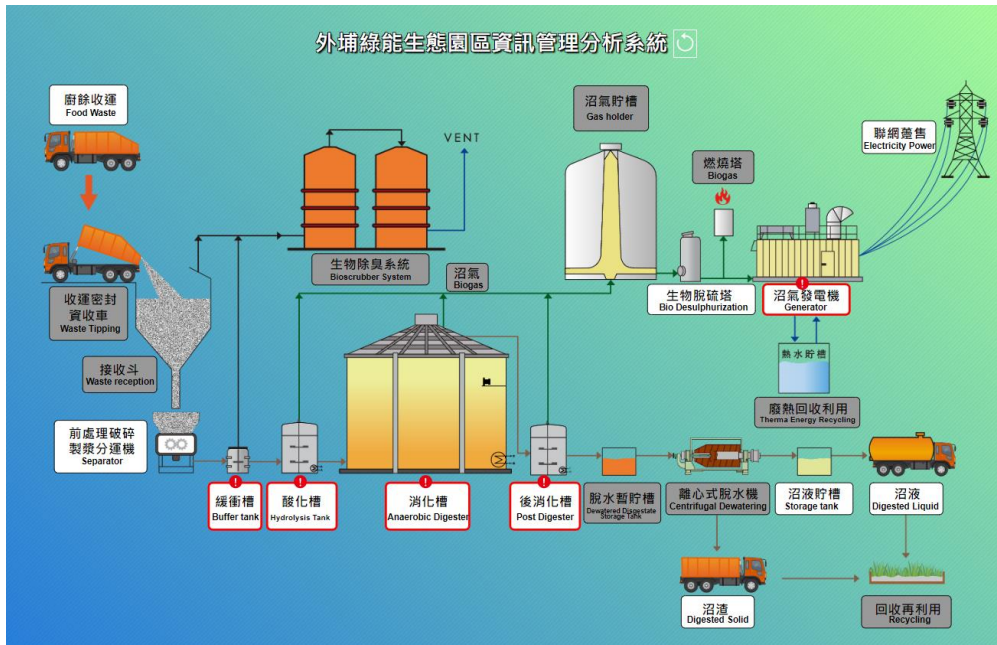 外埔綠能生態園區資訊管理分析系統
廚餘收運
Food Waste
VENT
沼氣貯槽
Gas holder
燃燒塔
Biogas
聯網躉售
Electricity Power
收運密封
資收車
Waste Tipping
生物除臭系統
Bioscrubber System
沼氣
Biogas
生物脫硫塔
Bio Desulphurization
沼氣發電機
Generator
熱水貯槽
接收斗
Waste reception
廢熱回收利用
Therma Energy Recycling
前處理破碎
製漿分選機
Separator
緩衝槽
Buffer tank
酸化槽
Hydrolysis Tank
消化槽
Anaerobic Digester
後消化槽
Post Digester
脫水暫貯槽
Dewatered Disgestate
Storage Tank
離心式脫水機
Centrifugal Dewatering
沼液貯槽
Storage tank
沼液
Digested Liquid
沼渣
Digested Solid
回收再利用
Recycling